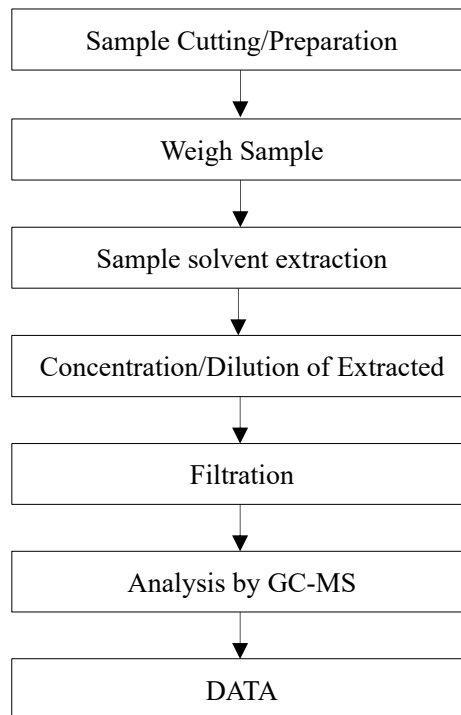 Sample Cutting/Preparation
Weigh Sample
Sample solvent extraction
Concentration/Dilution of Extracted
Filtration
Analysis by GC-MS
DATA